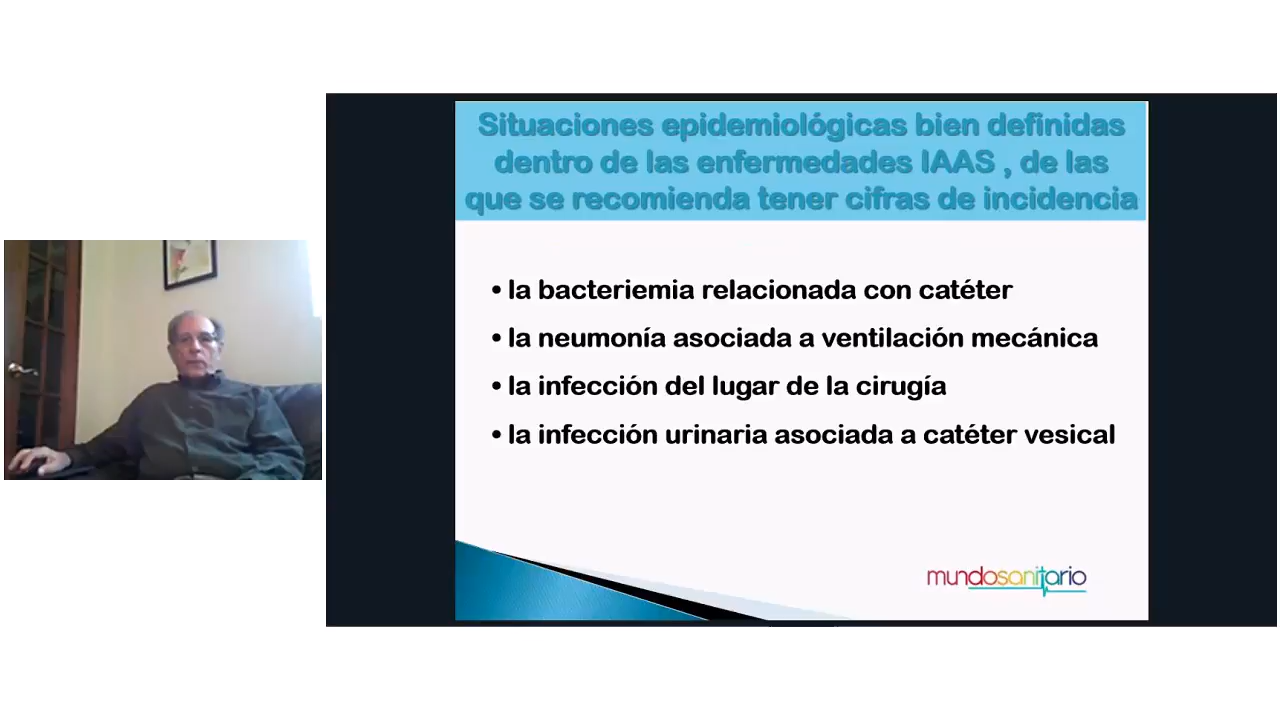 Situaciones epidemiológicas bien definidas
dentro de las enfermedades IAAS , de las
que se recomienda tener cifras de incidencia
• la bacteriemia relacionada con catéter
• la neumonía asociada a ventilación mecánica
• la infección del lugar de la cirugía
• la infección urinaria asociada a catéter vesical
mundosanitario